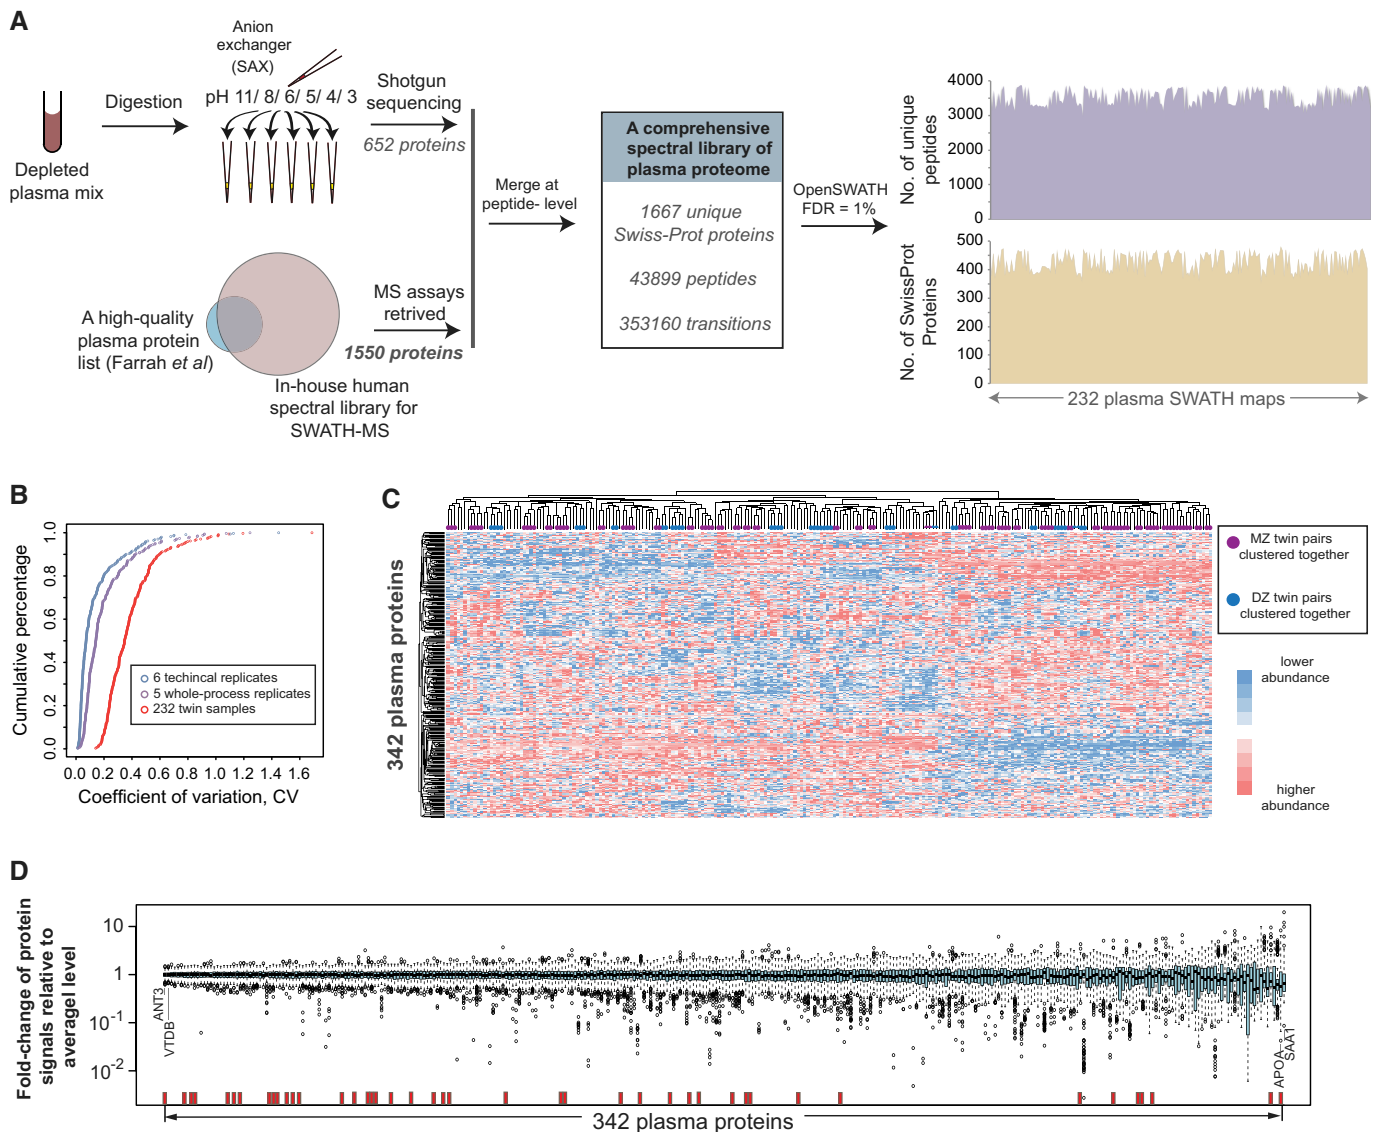 A
Anion
exchanger
(SAX)
pH 11/ 8/ 6/ 5/ 4/ 3
Digestion
Depleted
plasma mix
Shotgun
sequencing
652 proteins
A high-quality
plasma protein
list (Farrah et al)
In-house human
spectral library for
SWATH-MS
MS assays
retrived
1550 proteins
Merge at
peptide- level
A comprehensive
spectral library of
plasma proteome
1667 unique
Swiss-Prot proteins
43899 peptides
353160 transitions
OpenSWATH
FDR = 1%
No. of unique
peptides
4000
3000
2000
1000
0
No. of SwissProt
Proteins
500
400
300
200
100
0
232 plasma SWATH maps
B
Cumulative percentage
1.0
0.8
0.6
0.4
0.2
0.0
6 techincal replicates
5 whole-process replicates
232 twin samples
0.0 0.2 0.4 0.6 0.8 1.0 1.2 1.4 1.6
Coefficient of variation, CV
C
342 plasma proteins
MZ twin pairs
clustered together
DZ twin pairs
clustered together
lower
abundance
higher
abundance
D
Fold-change of protein
signals relative to
averagel level
10
1
10-1
10-2
VTDB
ANT3
APOA
SAA1
342 plasma proteins